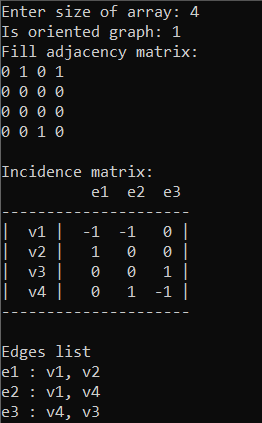 Enter size of array: 4
Is oriented graph: 1
Fill adjacency matrix:
0 1 0 1
0 0 0 0
0 0 0 0
0 0 1 0
Incidence matrix:
e1 e2 e3
---------------------
| v1 | -1 -1 0 |
| v2 | 1 0 0 |
| v3 | 0 0 1 |
| v4 | 0 1 -1 |
---------------------
Edges list
e1 : v1, v2
e2 : v1, v4
e3 : v4, v3